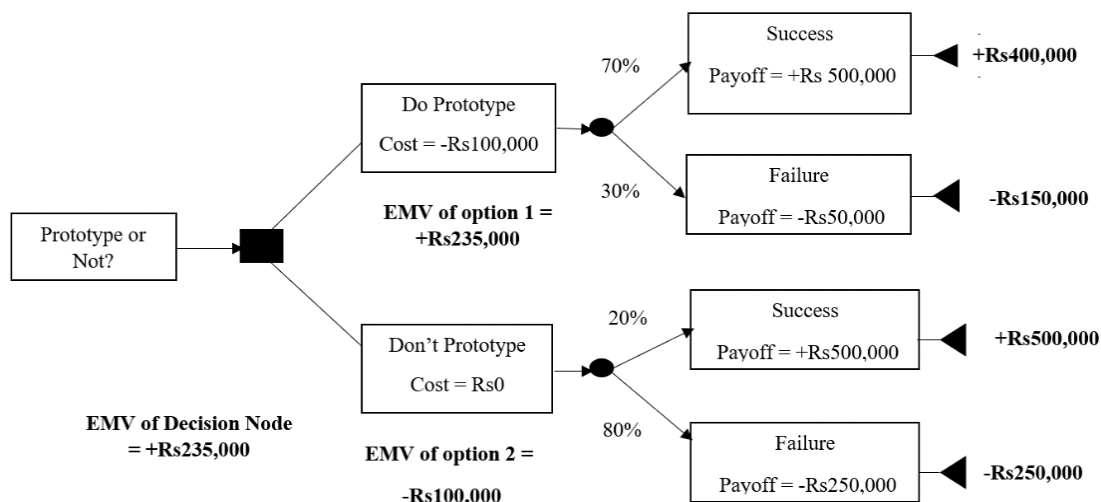 Prototype or
Not?
EMV of Decision Node
= +Rs235,000
Do Prototype
Cost = -Rs100,000
EMV of option 1 =
+Rs235,000
70%
Success
Payoff = +Rs 500,000
+Rs400,000
30%
Failure
Payoff = -Rs50,000
-Rs150,000
Don’t Prototype
Cost = Rs0
EMV of option 2 =
-Rs100,000
20%
Success
Payoff = +Rs500,000
+Rs500,000
80%
Failure
Payoff = -Rs250,000
-Rs250,000